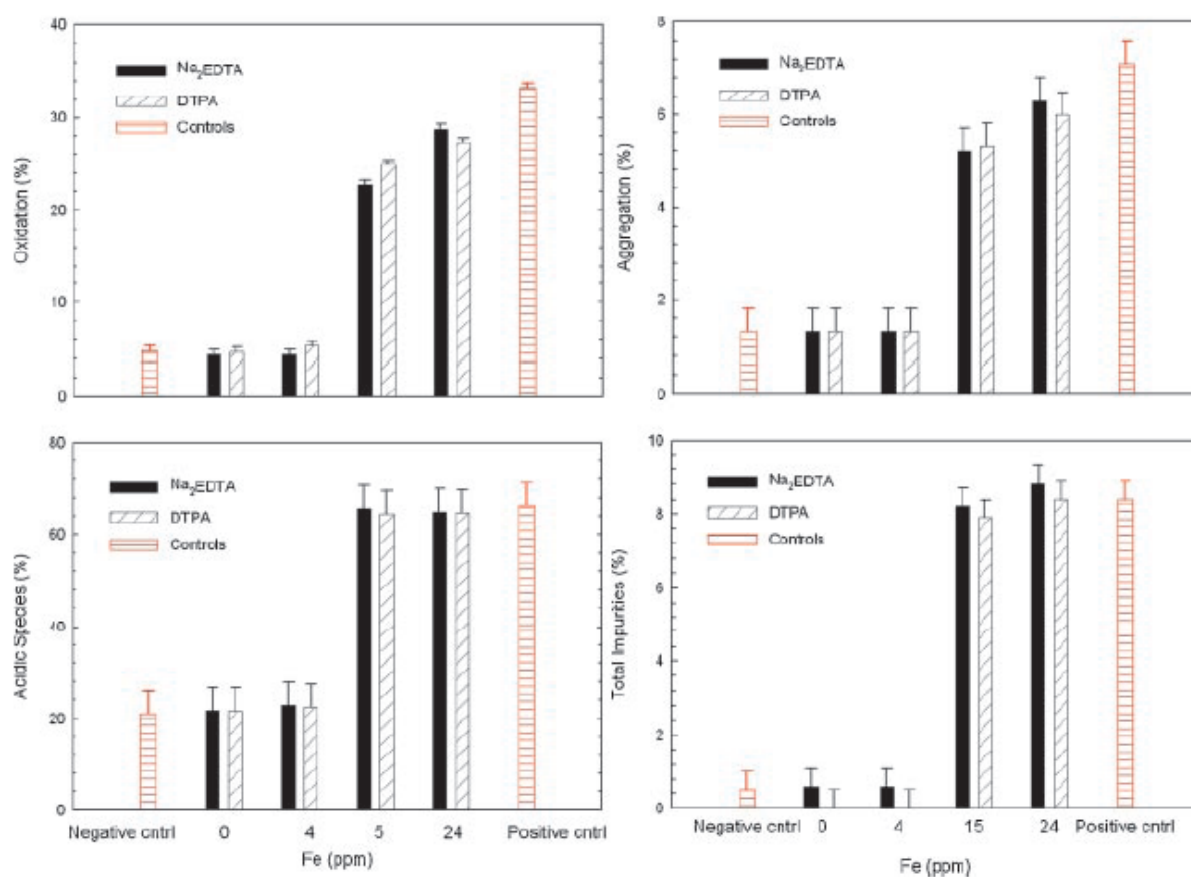 40
30
20
10
0
Oxidation (%)
Na2EDTA
DTPA
Controls
8
6
4
2
0
Aggregation (%)
Na2EDTA
DTPA
Controls
80
60
40
20
0
Acidic Species (%)
Na2EDTA
DTPA
Controls
Negative cntrl 0 4 5 24 Positive cntrl
Fe (ppm)
10
8
6
4
2
0
Total Impurities (%)
Na2EDTA
DTPA
Controls
Negative cntrl 0 4 15 24 Positive cntrl
Fe (ppm)